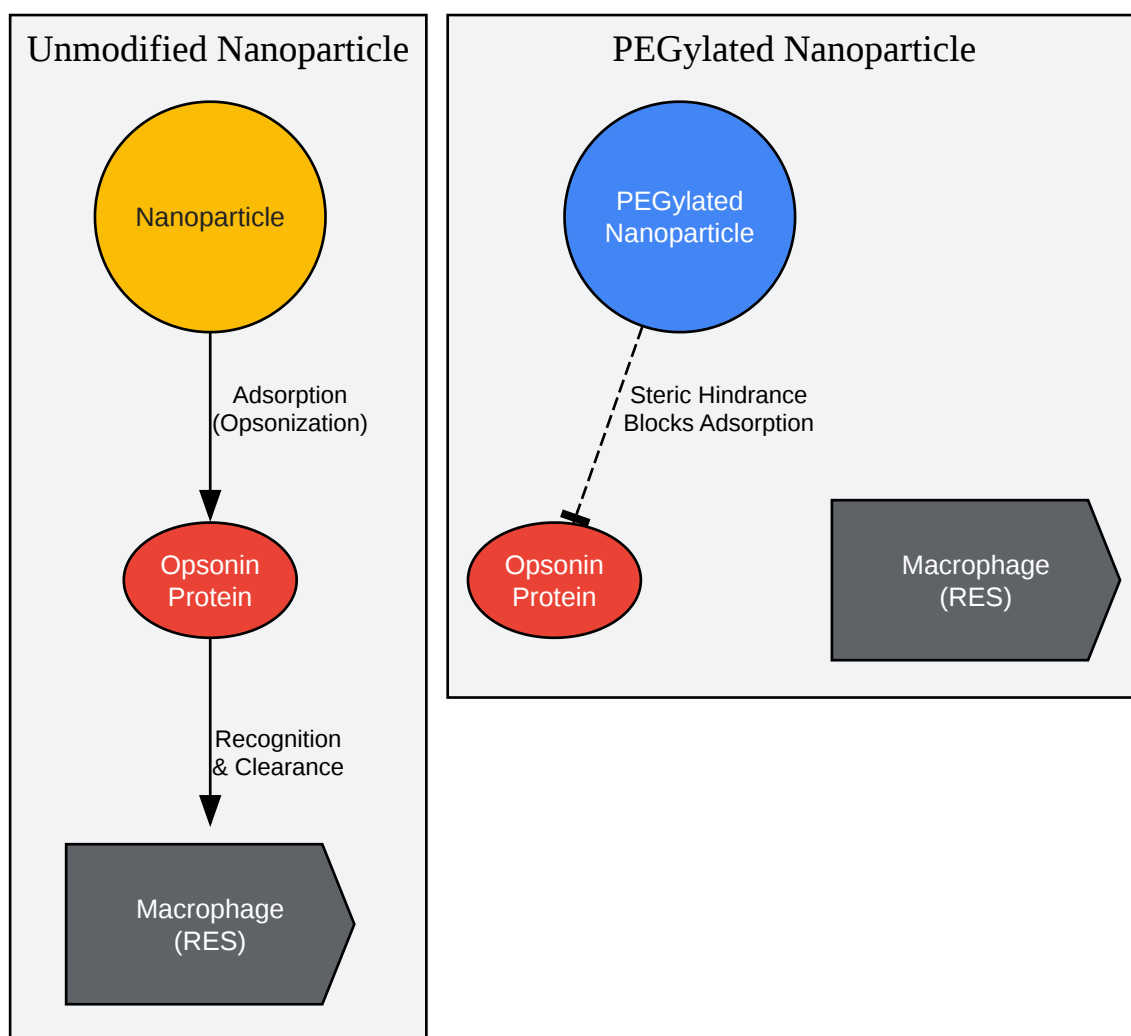 Unmodified Nanoparticle
Nanoparticle
Adsorption
(Opsonization)
Opsonin
Protein
Recognition
& Clearance
Macrophage
(RES)
PEGylated Nanoparticle
PEGylated
Nanoparticle
Steric Hindrance
Blocks Adsorption
Opsonin
Protein
Macrophage
(RES)